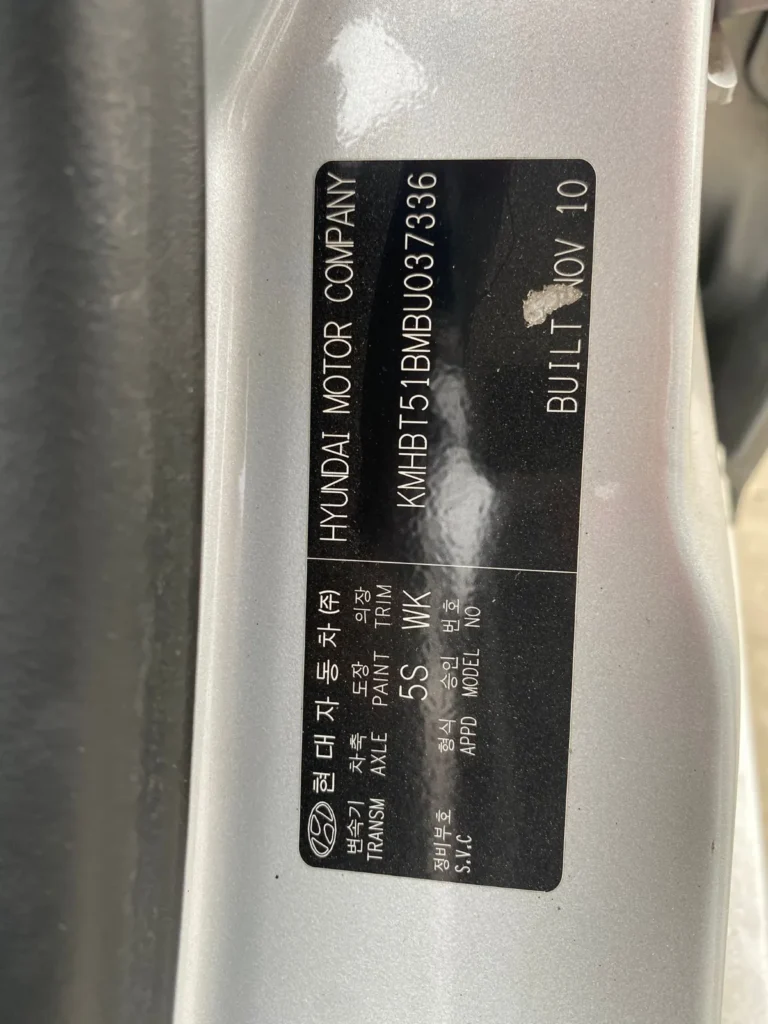 현대자동차(주) HYUNDAI MOTOR COMPANY
변속기 차축 도장 의장
TRANSM AXLE PAINT TRIM
5S WK KMHBT51BMBU037336
정비부호 형식 승인 번호
S.V.C APPD MODEL NO
BUILT NOV 10